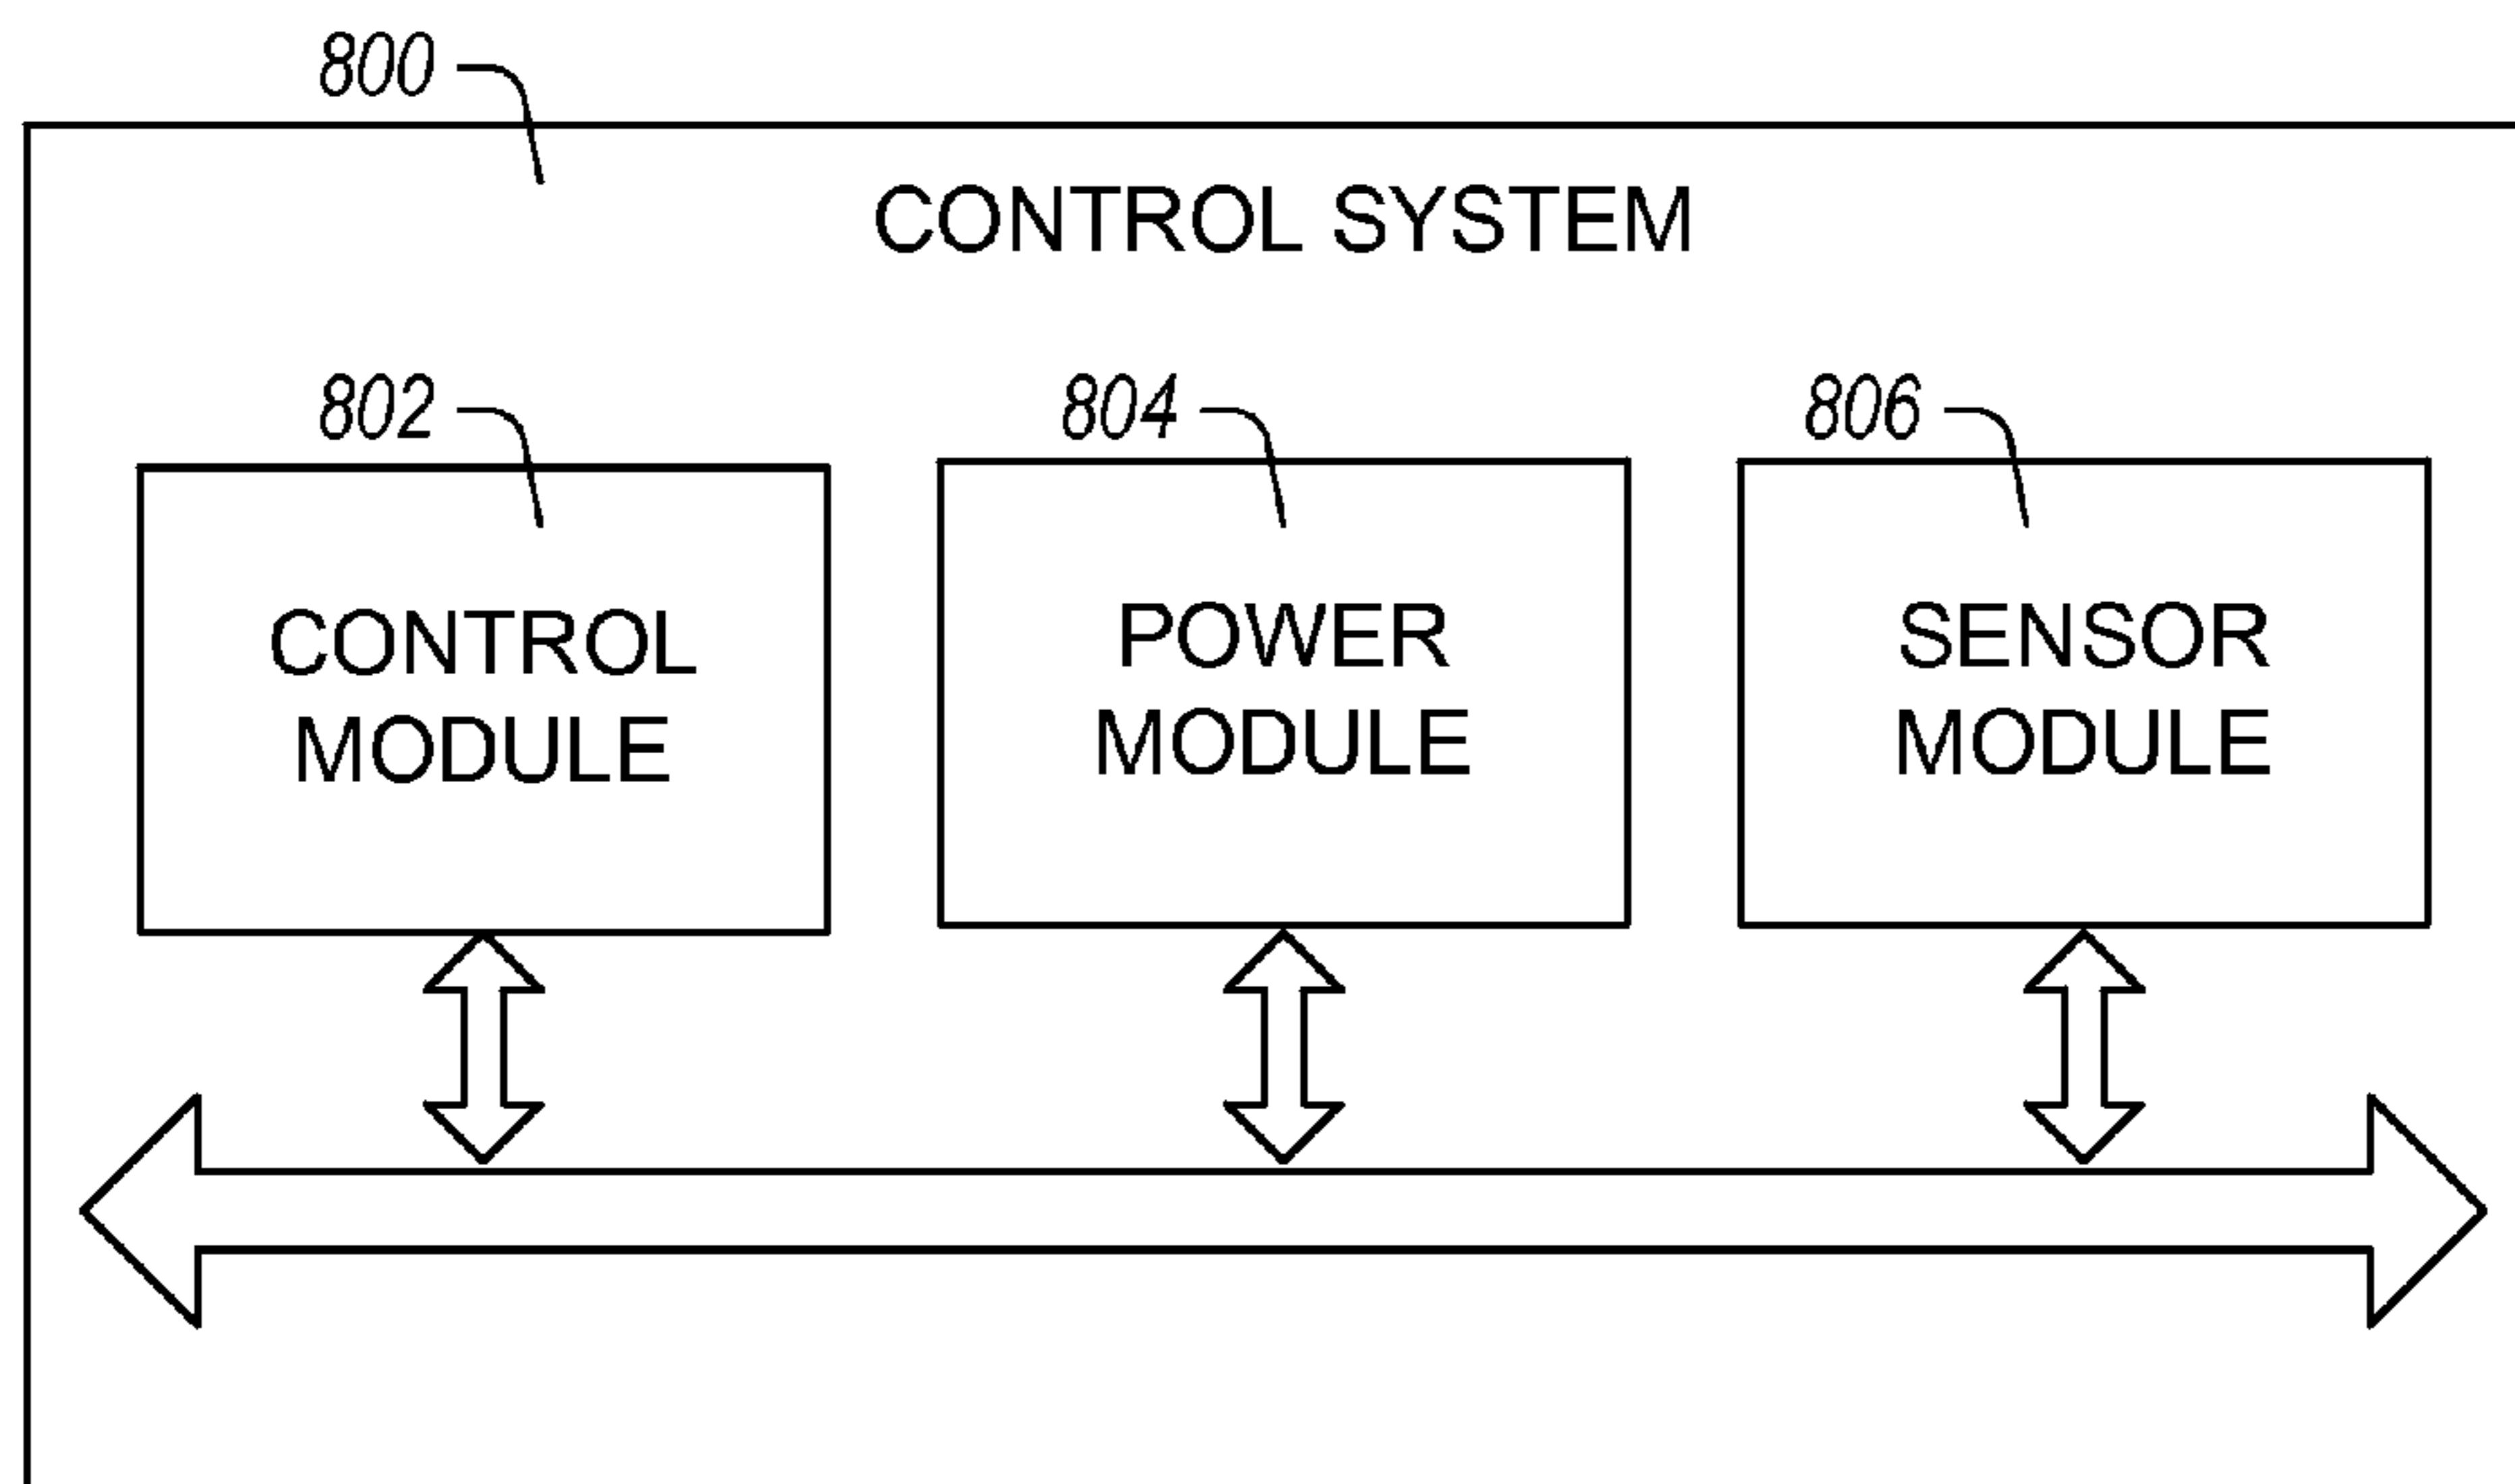 800
CONTROL SYSTEM
802
804
806
CONTROL
MODULE
POWER
MODULE
SENSOR
MODULE